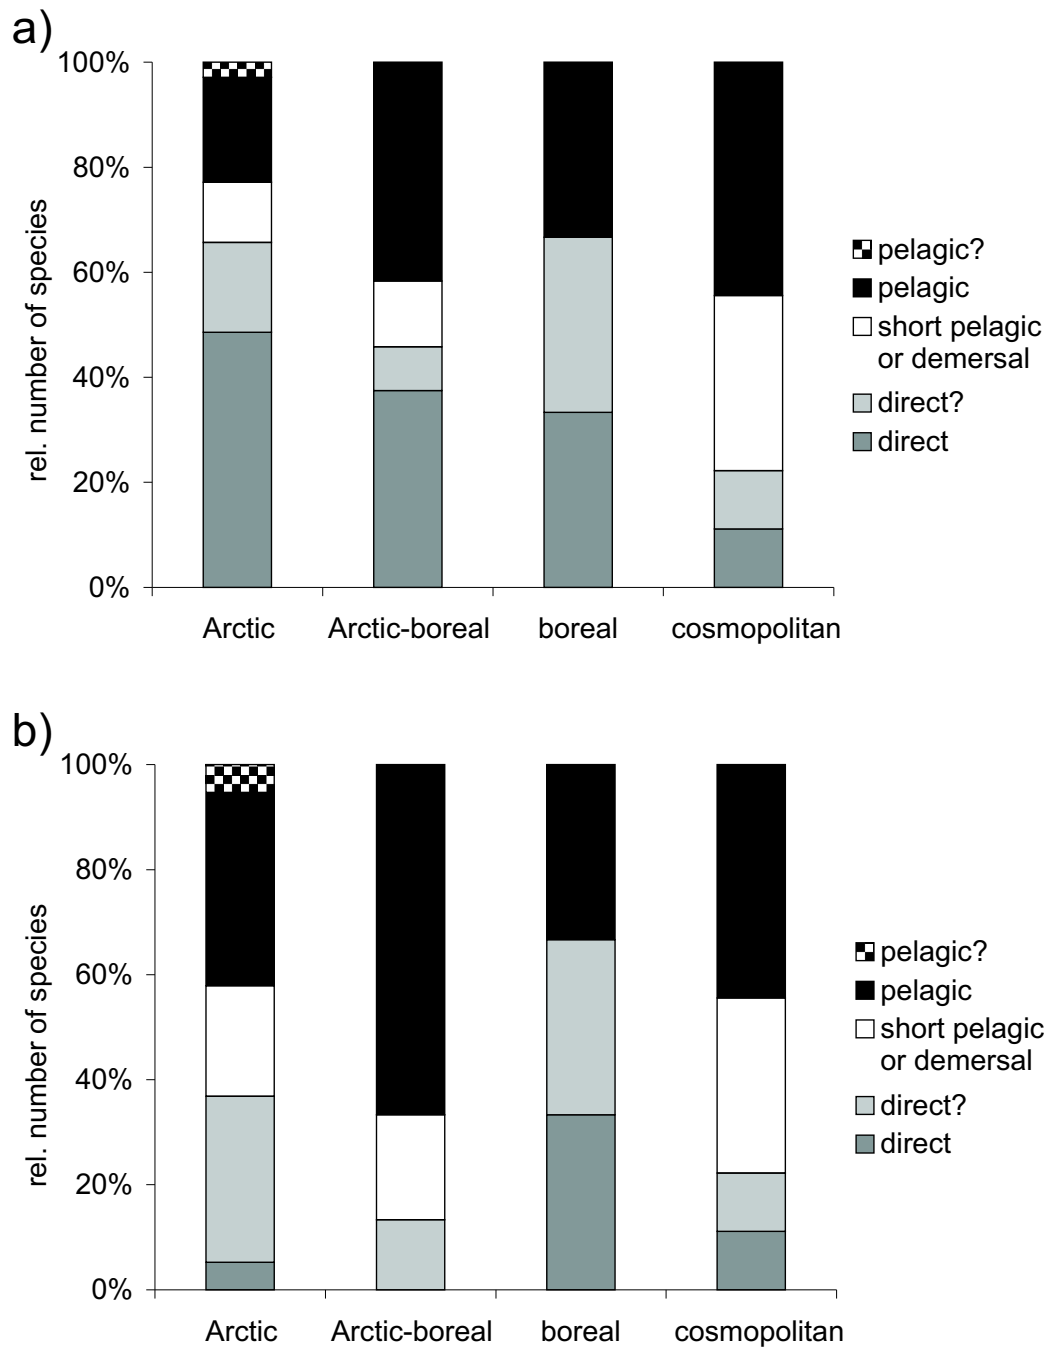 a)
100%
80%
60%
40%
20%
0%
rel. number of species
Arctic
Arctic-boreal
boreal
cosmopolitan
pelagic?
pelagic
short pelagic
or demersal
direct?
direct
b)
100%
80%
60%
40%
20%
0%
rel. number of species
Arctic
Arctic-boreal
boreal
cosmopolitan
pelagic?
pelagic
short pelagic
or demersal
direct?
direct